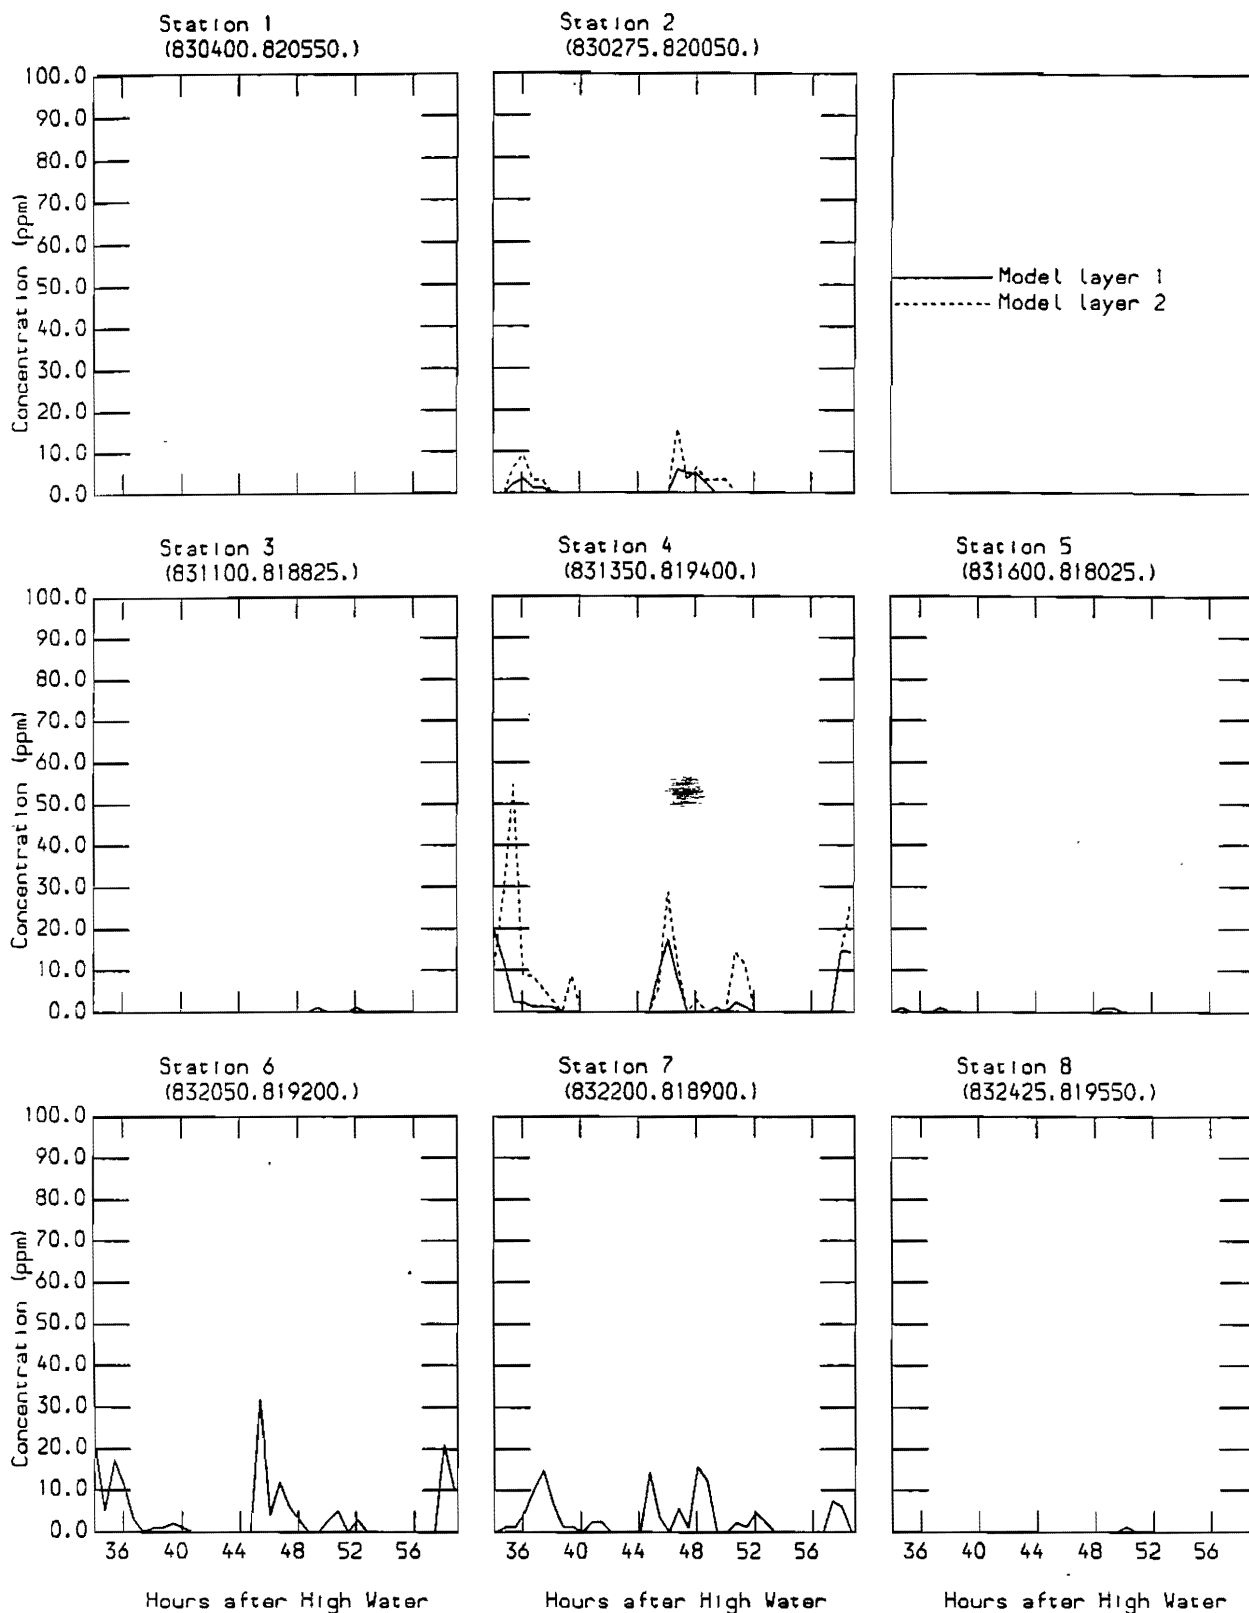 Station 1
(830400.820550.)
Station 2
(830275.820050.)
100.0
90.0
80.0
70.0
60.0
50.0
40.0
30.0
20.0
10.0
0.0
Concentration (ppm)
Model layer 1
Model layer 2
Station 3
(831100.818825.)
Station 4
(831350.819400.)
Station 5
(831600.818025.)
100.0
90.0
80.0
70.0
60.0
50.0
40.0
30.0
20.0
10.0
0.0
Concentration (ppm)
Station 6
(832050.819200.)
Station 7
(832200.818900.)
Station 8
(832425.819550.)
100.0
90.0
80.0
70.0
60.0
50.0
40.0
30.0
20.0
10.0
0.0
Concentration (ppm)
36 40 44 48 52 56
36 40 44 48 52 56
36 40 44 48 52 56
Hours after High Water
Hours after High Water
Hours after High Water